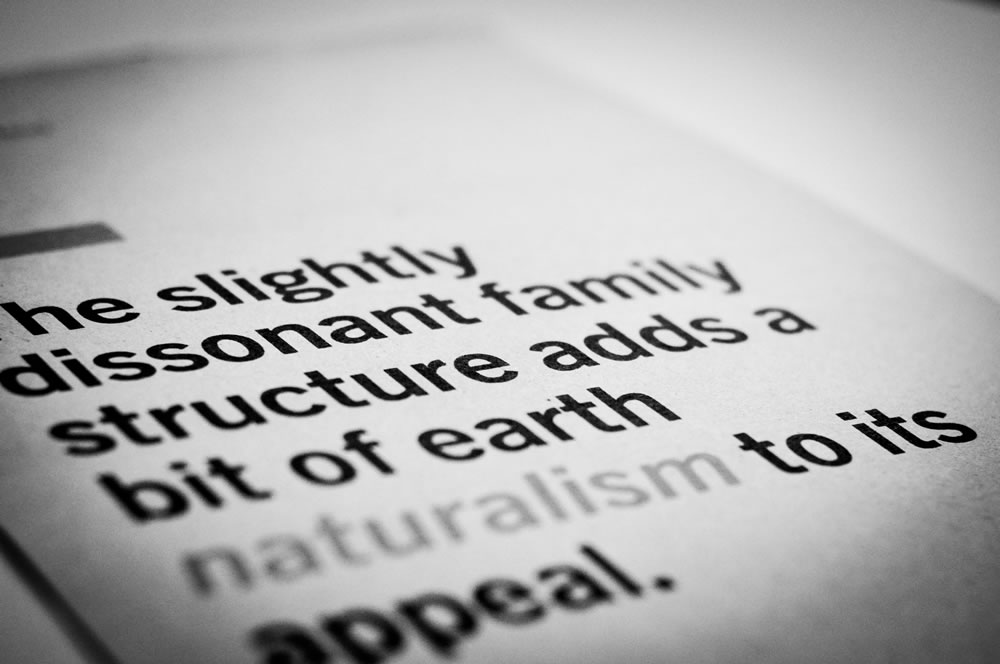 he slightly
dissonant family
structure adds a
bit of earth
naturalism to its
appeal.